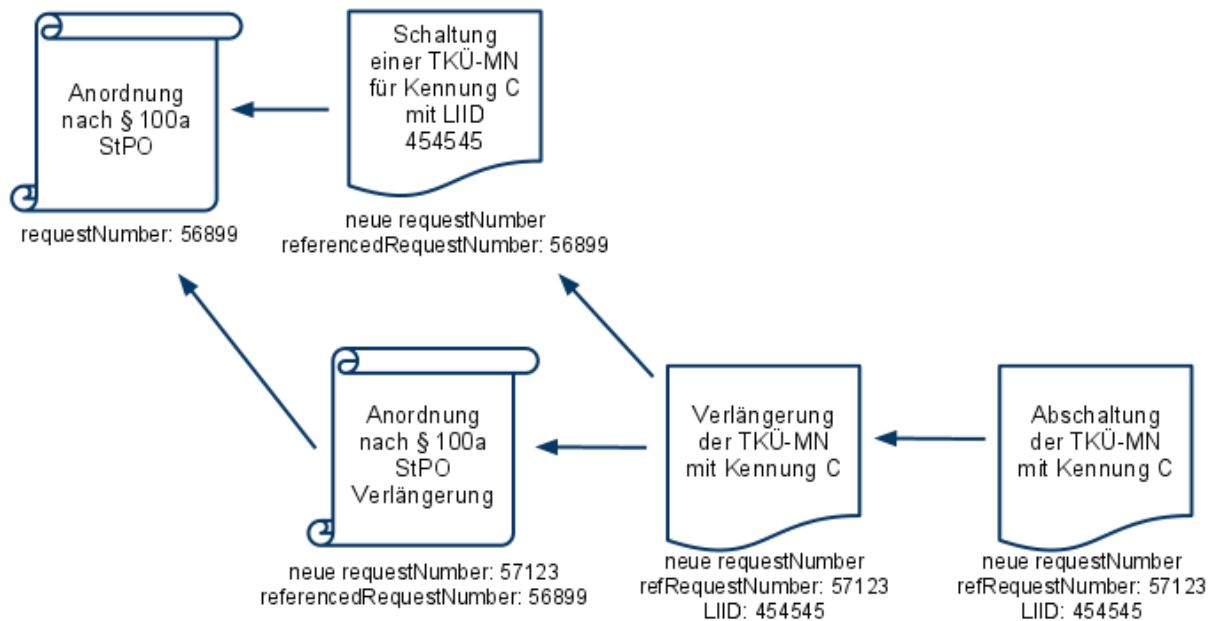 Anordnung
nach § 100a
StPO
requestNumber: 56899
Schaltung
einer TKÜ-MN
für Kennung C
mit LIID
454545
neue requestNumber
referencedRequestNumber: 56899
Anordnung
nach § 100a
StPO
Verlängerung
neue requestNumber: 57123
referencedRequestNumber: 56899
Verlängerung
der TKÜ-MN
mit Kennung C
neue requestNumber
refRequestNumber: 57123
LIID: 454545
Abschaltung
der TKÜ-MN
mit Kennung C
neue requestNumber
refRequestNumber: 57123
LIID: 454545